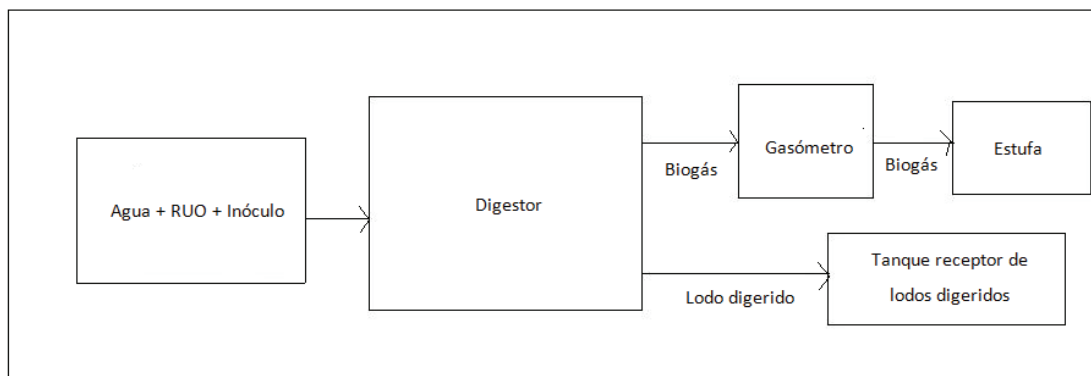 Agua + RUO + Inóculo
Digestor
Biogás
Gasómetro
Biogás
Estufa
Lodo digerido
Tanque receptor de
lodos digeridos